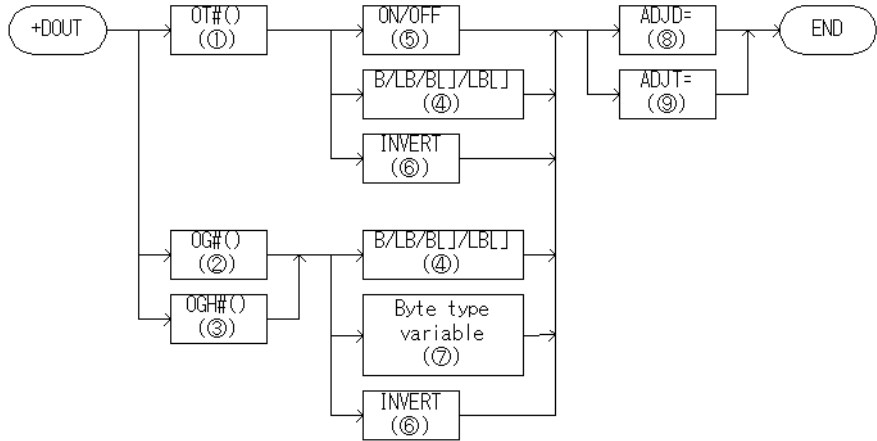 +DOUT
OT#()
(①)
ON/OFF
(⑤)
ADJD=
(⑧)
END
B/LB/B[]/LB[]
(④)
ADJT=
(⑨)
INVERT
(⑥)
OG#()
(②)
B/LB/B[]/LB[]
(④)
OGH#()
(③)
Byte type
variable
(⑦)
INVERT
(⑥)